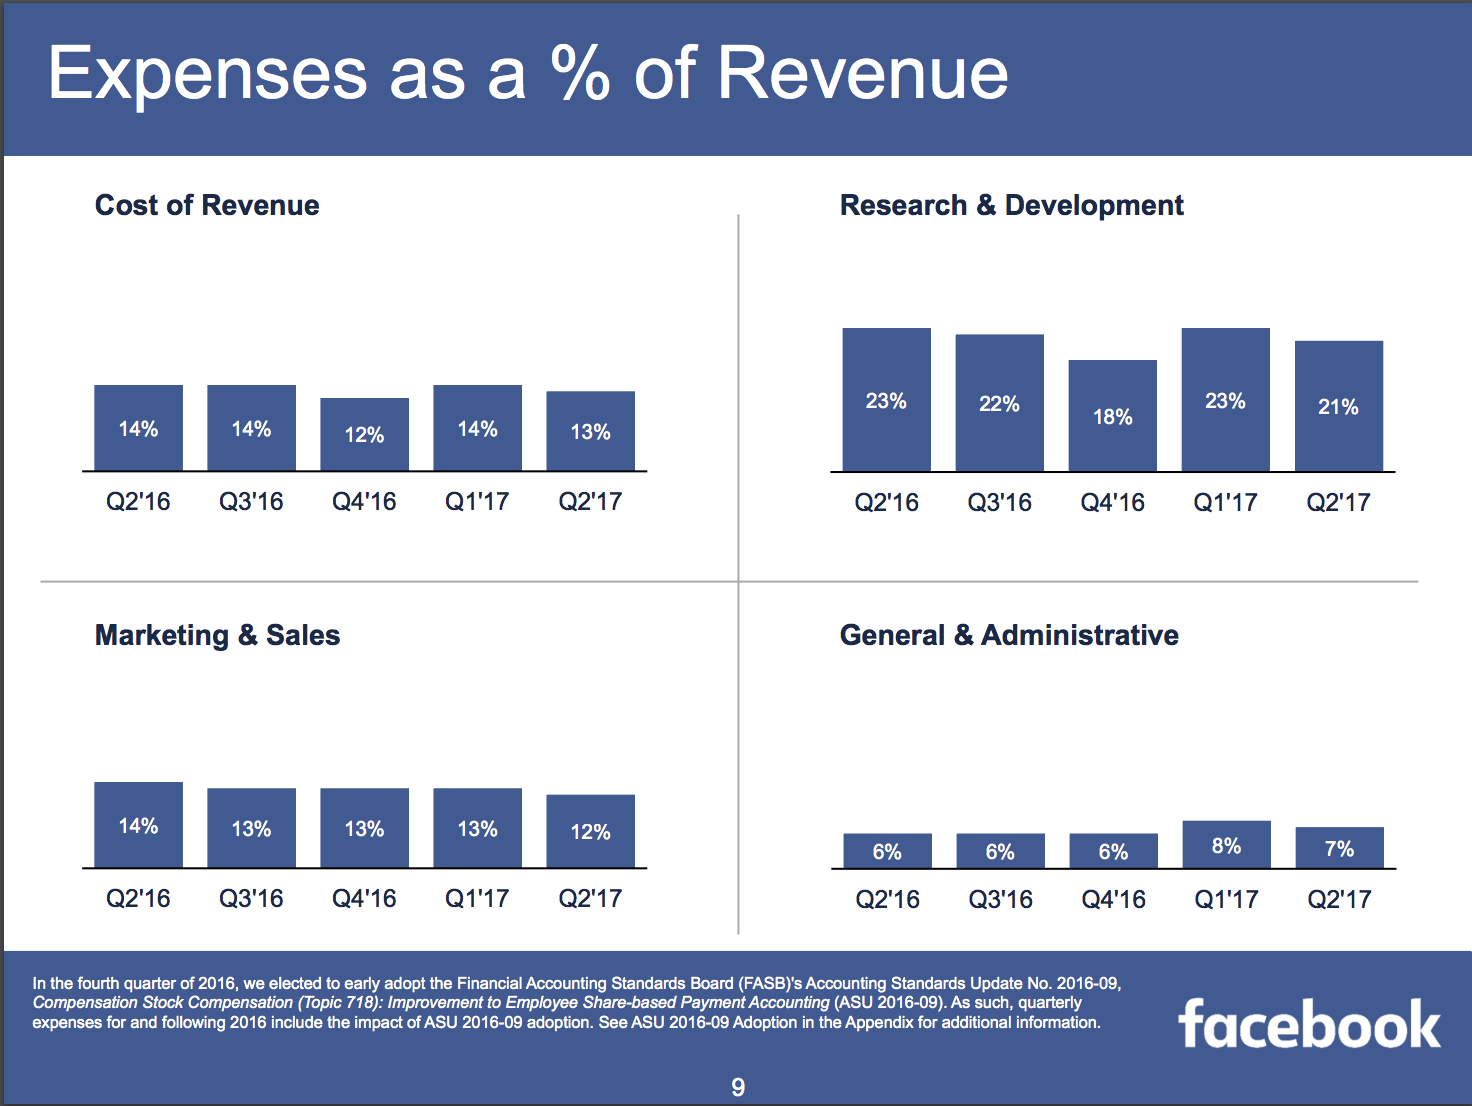 Expenses as a % of Revenue
Cost of Revenue
14% 14% 12% 14% 13%
Q2'16 Q3'16 Q4'16 Q1'17 Q2'17
Research & Development
23% 22% 18% 23% 21%
Q2'16 Q3'16 Q4'16 Q1'17 Q2'17
Marketing & Sales
14% 13% 13% 13% 12%
Q2'16 Q3'16 Q4'16 Q1'17 Q2'17
General & Administrative
6% 6% 6% 8% 7%
Q2'16 Q3'16 Q4'16 Q1'17 Q2'17
In the fourth quarter of 2016, we elected to early adopt the Financial Accounting Standards Board (FASB)'s Accounting Standards Update No. 2016-09,
Compensation Stock Compensation (Topic 718): Improvement to Employee Share-based Payment Accounting (ASU 2016-09). As such, quarterly
expenses for and following 2016 include the impact of ASU 2016-09 adoption. See ASU 2016-09 Adoption in the Appendix for additional information.
facebook
9